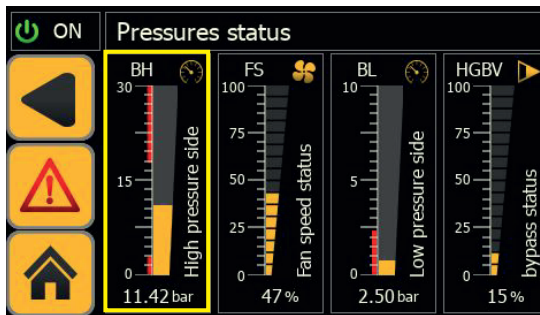 ON
Pressures status
BH
30
15
0
High pressure side
11.42 bar
FS
100
75
50
25
0
Fan speed status
47 %
BL
10
5
0
Low pressure side
2.50 bar
HGBV
100
75
50
25
0
bypass status
15 %